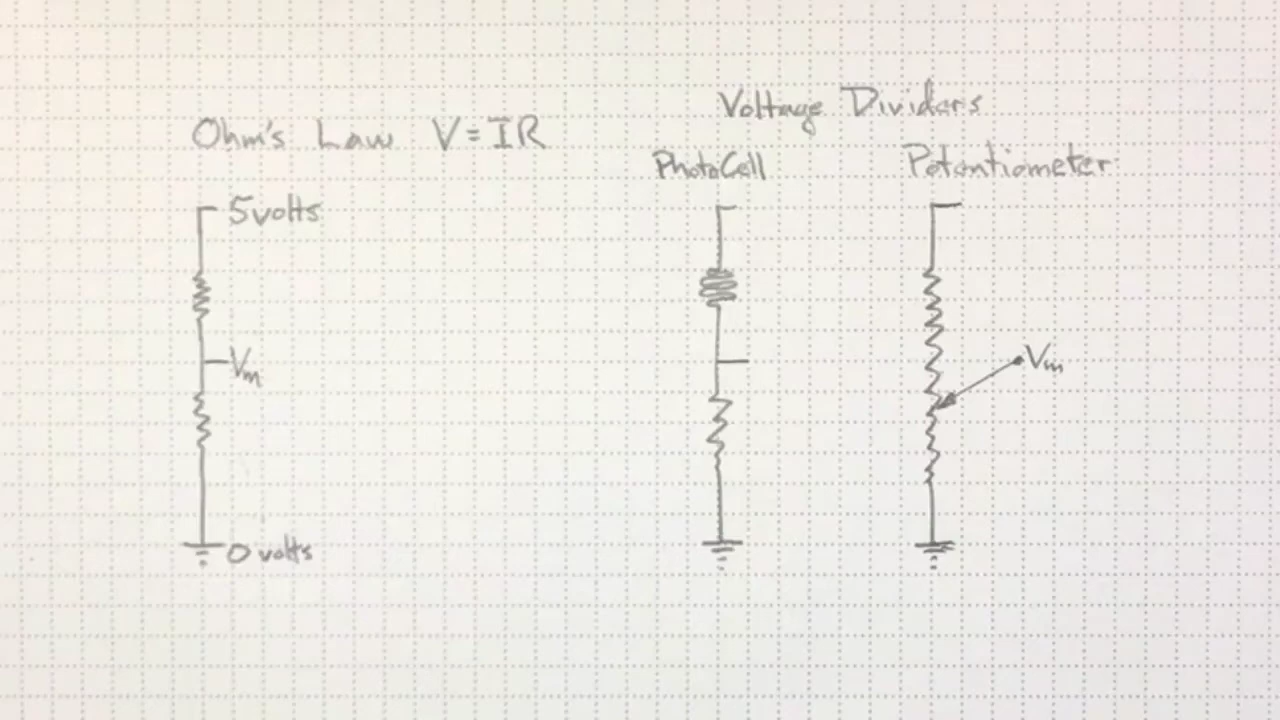 Ohm's Law V=IR
5volts
Vm
0 volts
Voltage Dividers
PhotoCell
Potentiometer
Vm